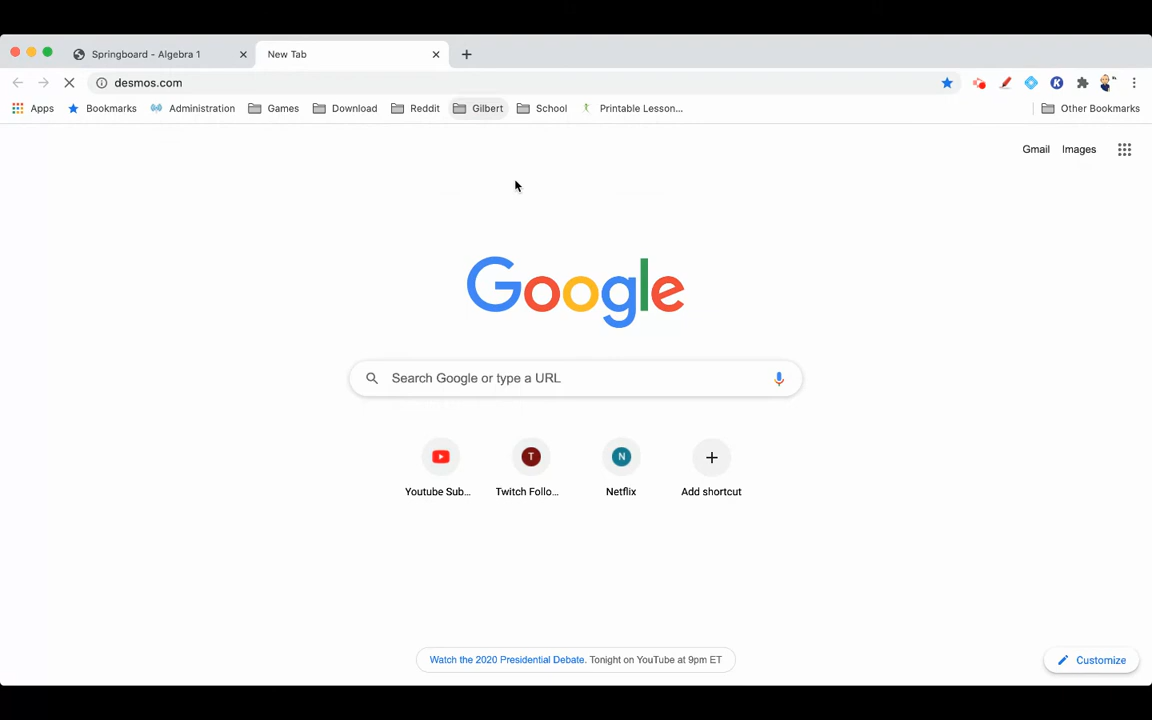 Springboard - Algebra 1
New Tab
desmos.com
Apps Bookmarks Administration Games Download Reddit Gilbert School Printable Lesson... Other Bookmarks
Gmail Images
Google
Search Google or type a URL
T N
Youtube Sub... Twitch Follo... Netflix Add shortcut
Watch the 2020 Presidential Debate. Tonight on YouTube at 9pm ET
Customize